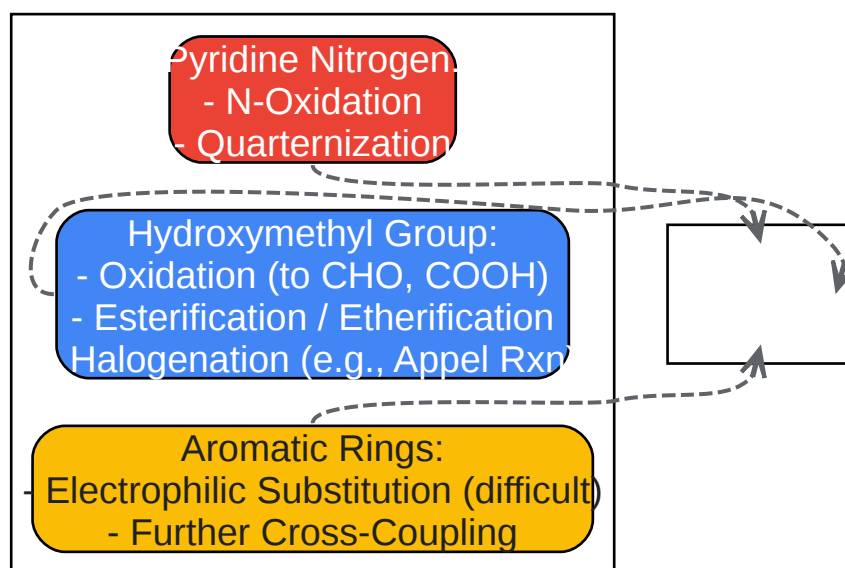 Pyridine Nitrogen:
- N-Oxidation
- Quarternization
Hydroxymethyl Group:
- Oxidation (to CHO, COOH)
- Esterification / Etherification
Halogenation (e.g., Appel Rxn)
Aromatic Rings:
- Electrophilic Substitution (difficult)
- Further Cross-Coupling